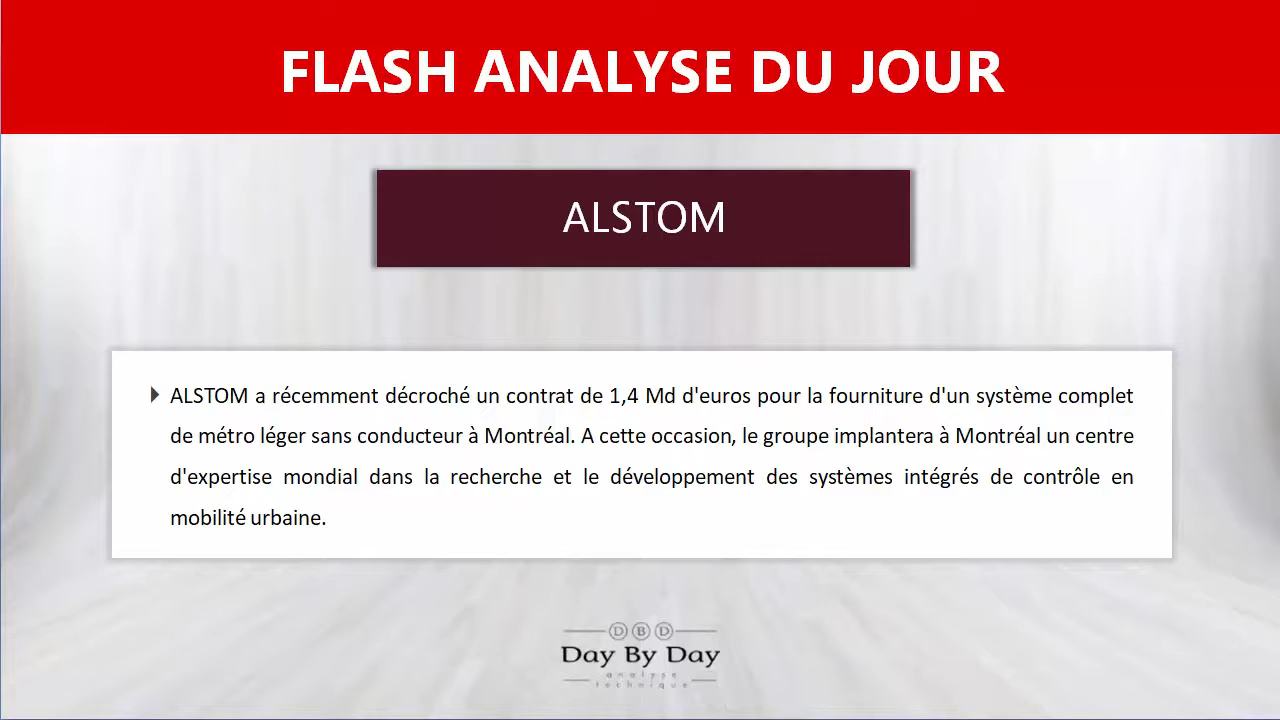 FLASH ANALYSE DU JOUR
ALSTOM
ALSTOM a récemment décroché un contrat de 1,4 Md d'euros pour la fourniture d'un système complet
de métro léger sans conducteur à Montréal. A cette occasion, le groupe implantera à Montréal un centre
d'expertise mondial dans la recherche et le développement des systèmes intégrés de contrôle en
mobilité urbaine.
D B D
Day By Day
analyse
technique